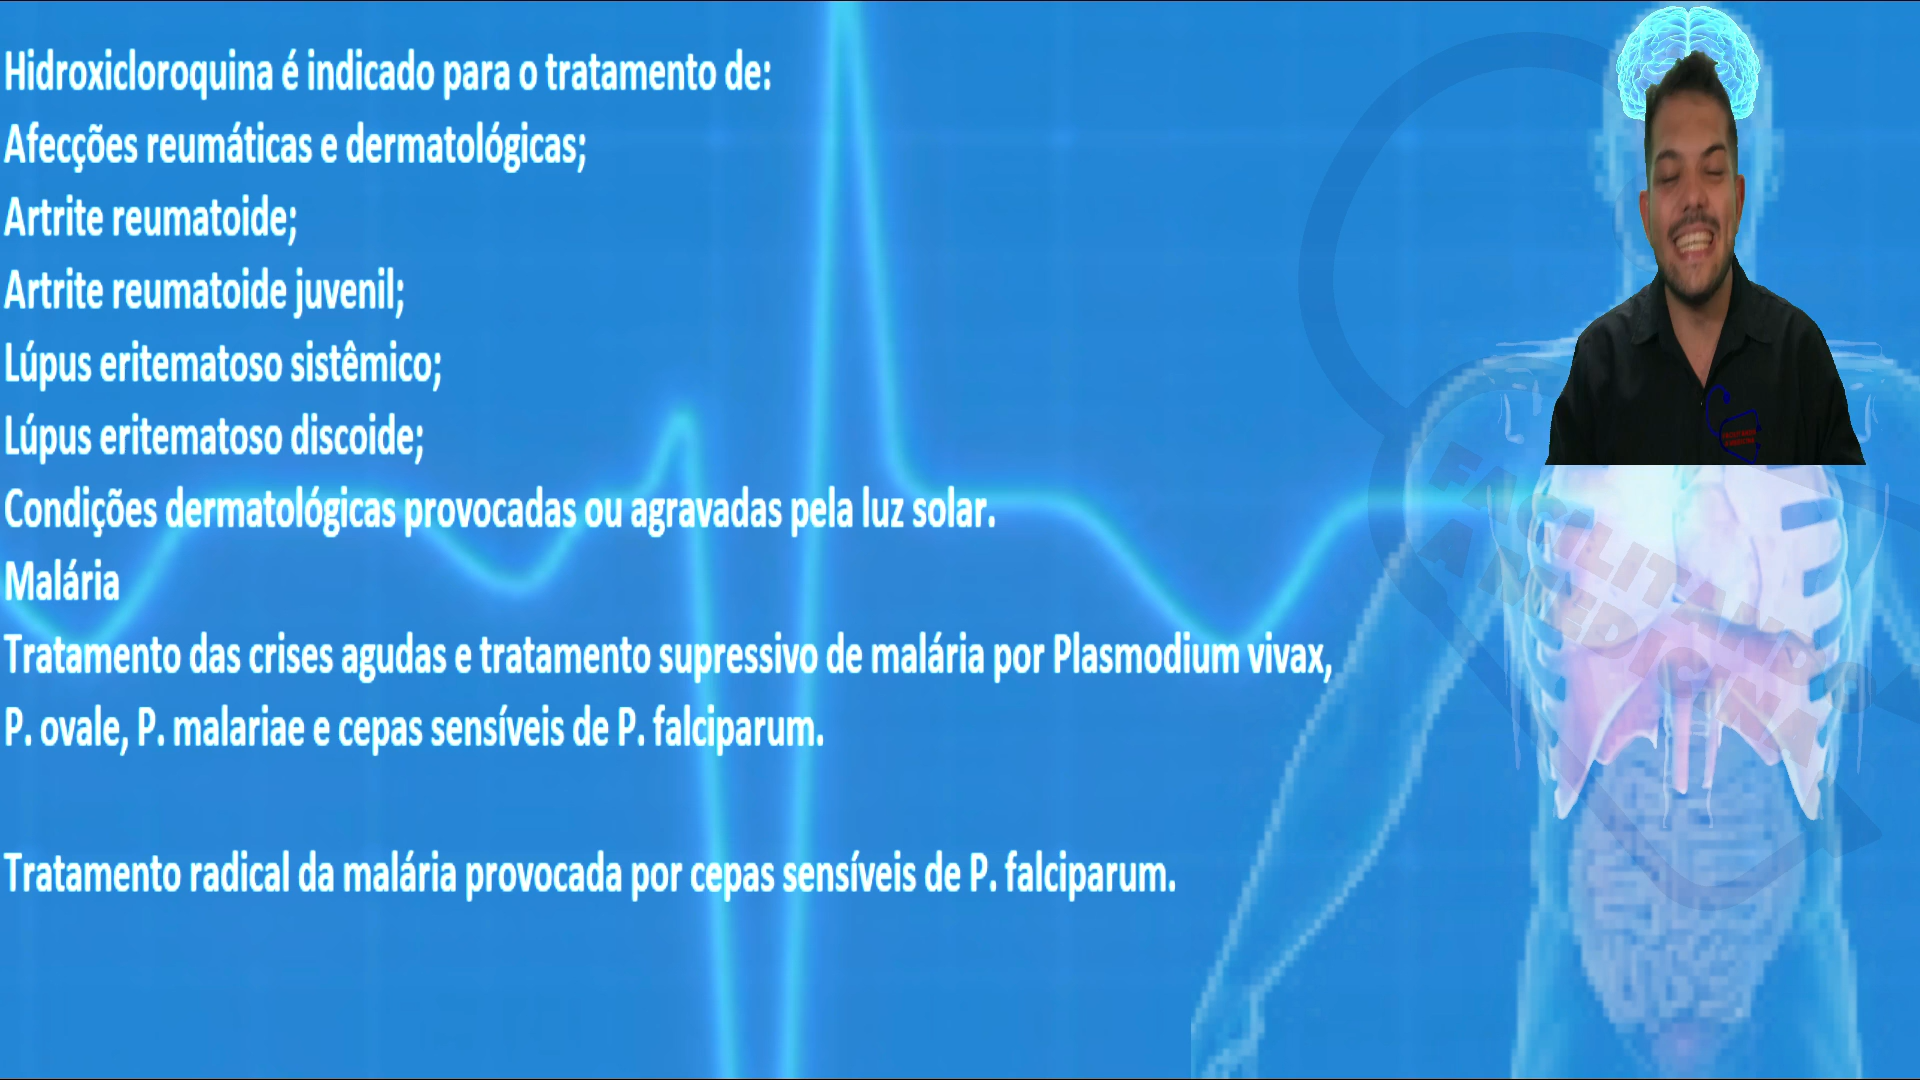 Hidroxicloroquina é indicado para o tratamento de:
Afecções reumáticas e dermatológicas;
Artrite reumatoide;
Artrite reumatoide juvenil;
Lúpus eritematoso sistêmico;
Lúpus eritematoso discoide;
Condições dermatológicas provocadas ou agravadas pela luz solar.
Malária
Tratamento das crises agudas e tratamento supressivo de malária por Plasmodium vivax,
P. ovale, P. malariae e cepas sensíveis de P. falciparum.
Tratamento radical da malária provocada por cepas sensíveis de P. falciparum.
FACILITANDO
A MEDICINA